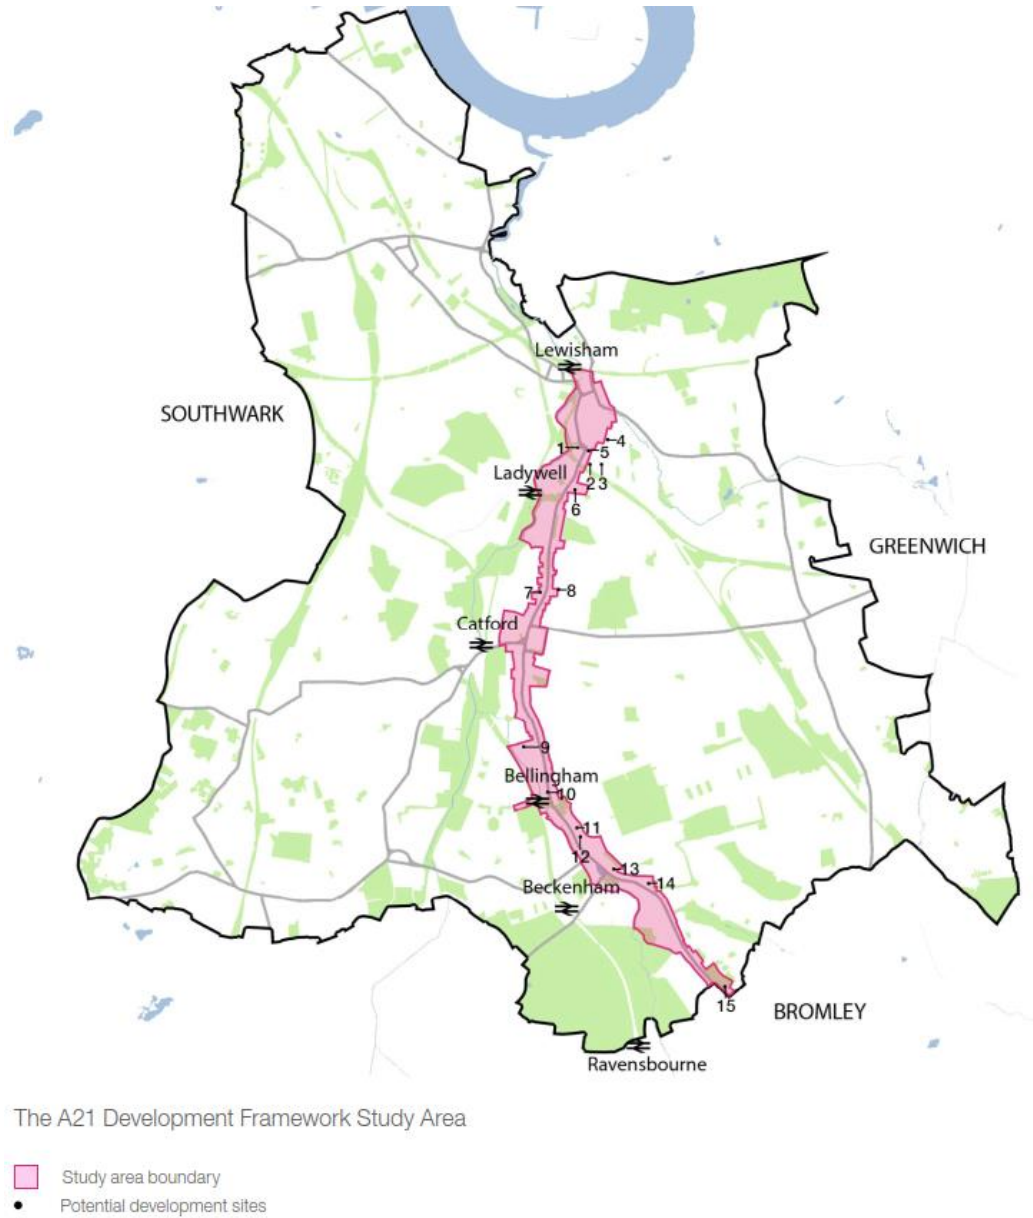 Lewisham
SOUTHWARK
4
1
5
Ladywell
2 3
6
GREENWICH
7
8
Catford
9
Bellingham
10
11
12
13
Beckenham
14
15
BROMLEY
Ravensbourne
The A21 Development Framework Study Area
Study area boundary
Potential development sites